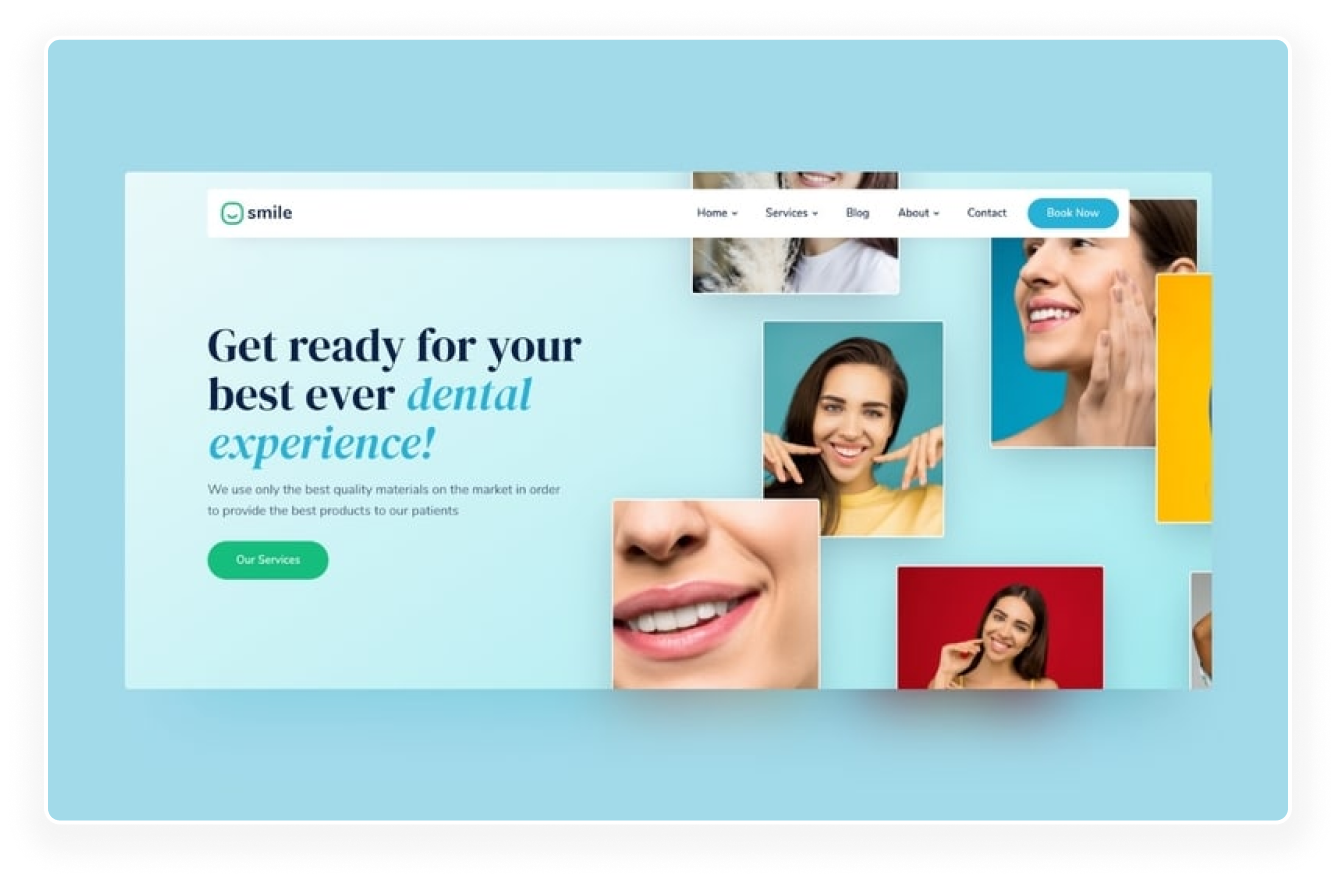 smile
Home
Services
Blog
About
Contact
Book Now
Get ready for your
best ever dental
experience!
We use only the best quality materials on the market in order
to provide the best products to our patients
Our Services